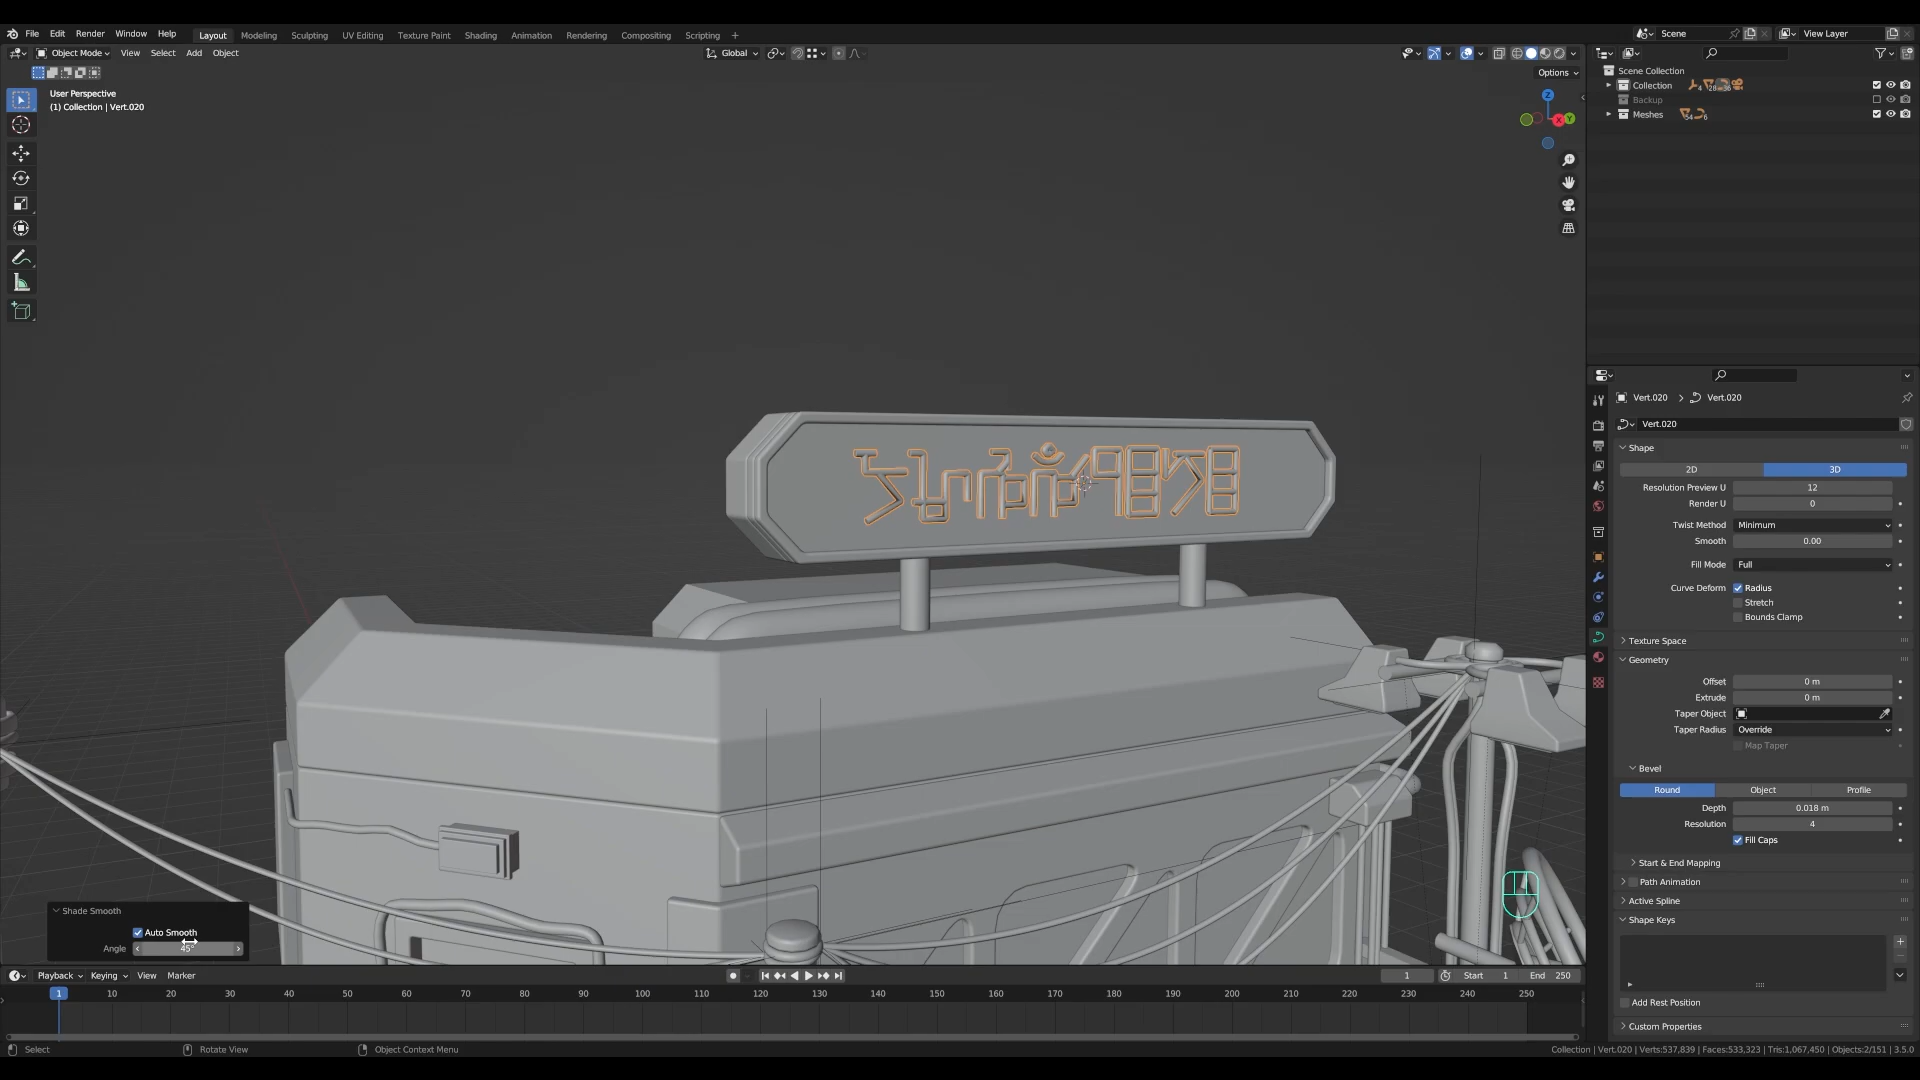 File Edit Render Window Help Layout Modeling Sculpting UV Editing Texture Paint Shading Animation Rendering Compositing Scripting + Scene View Layer
Object Mode View Select Add Object Global
Options
User Perspective
(1) Collection | Vert.020
Z
X
Y
Scene Collection
Collection 4 28 36
Backup
Meshes 54 6
Vert.020 > Vert.020
Vert.020
Shape
2D 3D
Resolution Preview U 12
Render U 0
Twist Method Minimum
Smooth 0.00
Fill Mode Full
Curve Deform Radius
Stretch
Bounds Clamp
Texture Space
Geometry
Offset 0 m
Extrude 0 m
Taper Object
Taper Radius Override
Map Taper
Bevel
Round Object Profile
Depth 0.018 m
Resolution 4
Fill Caps
Start & End Mapping
Path Animation
Active Spline
Shape Keys
Add Rest Position
Custom Properties
Shade Smooth
Auto Smooth
Angle 45°
Playback Keying View Marker 1 Start 1 End 250
1 10 20 30 40 50 60 70 80 90 100 110 120 130 140 150 160 170 180 190 200 210 220 230 240 250
Select Rotate View Object Context Menu Collection | Vert.020 | Verts:537,839 | Faces:533,323 | Tris:1,067,450 | Objects:2/151 | 3.5.0